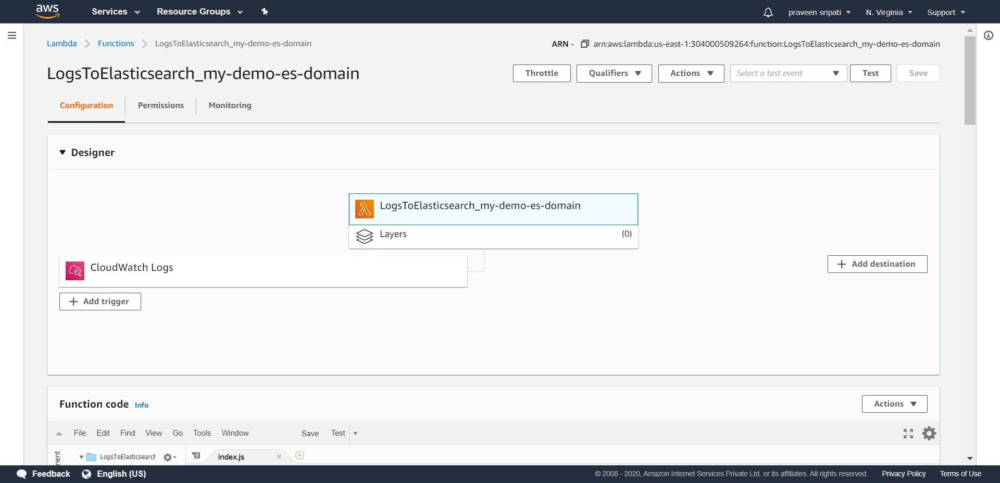 aws Services Resource Groups praveen sripati N. Virginia Support
Lambda Functions LogsToElasticsearch_my-demo-es-domain ARN - arn:aws:lambda:us-east-1:304000509264:function:LogsToElasticsearch_my-demo-es-domain
LogsToElasticsearch_my-demo-es-domain Throttle Qualifiers Actions Select a test event Test Save
Configuration Permissions Monitoring
Designer
LogsToElasticsearch_my-demo-es-domain
Layers (0)
CloudWatch Logs
+ Add destination
+ Add trigger
Function code Info Actions
File Edit Find View Go Tools Window Save Test
LogsToElasticsearch index.js ×
Feedback English (US) © 2008 - 2020, Amazon Internet Services Private Ltd. or its affiliates. All rights reserved. Privacy Policy Terms of Use